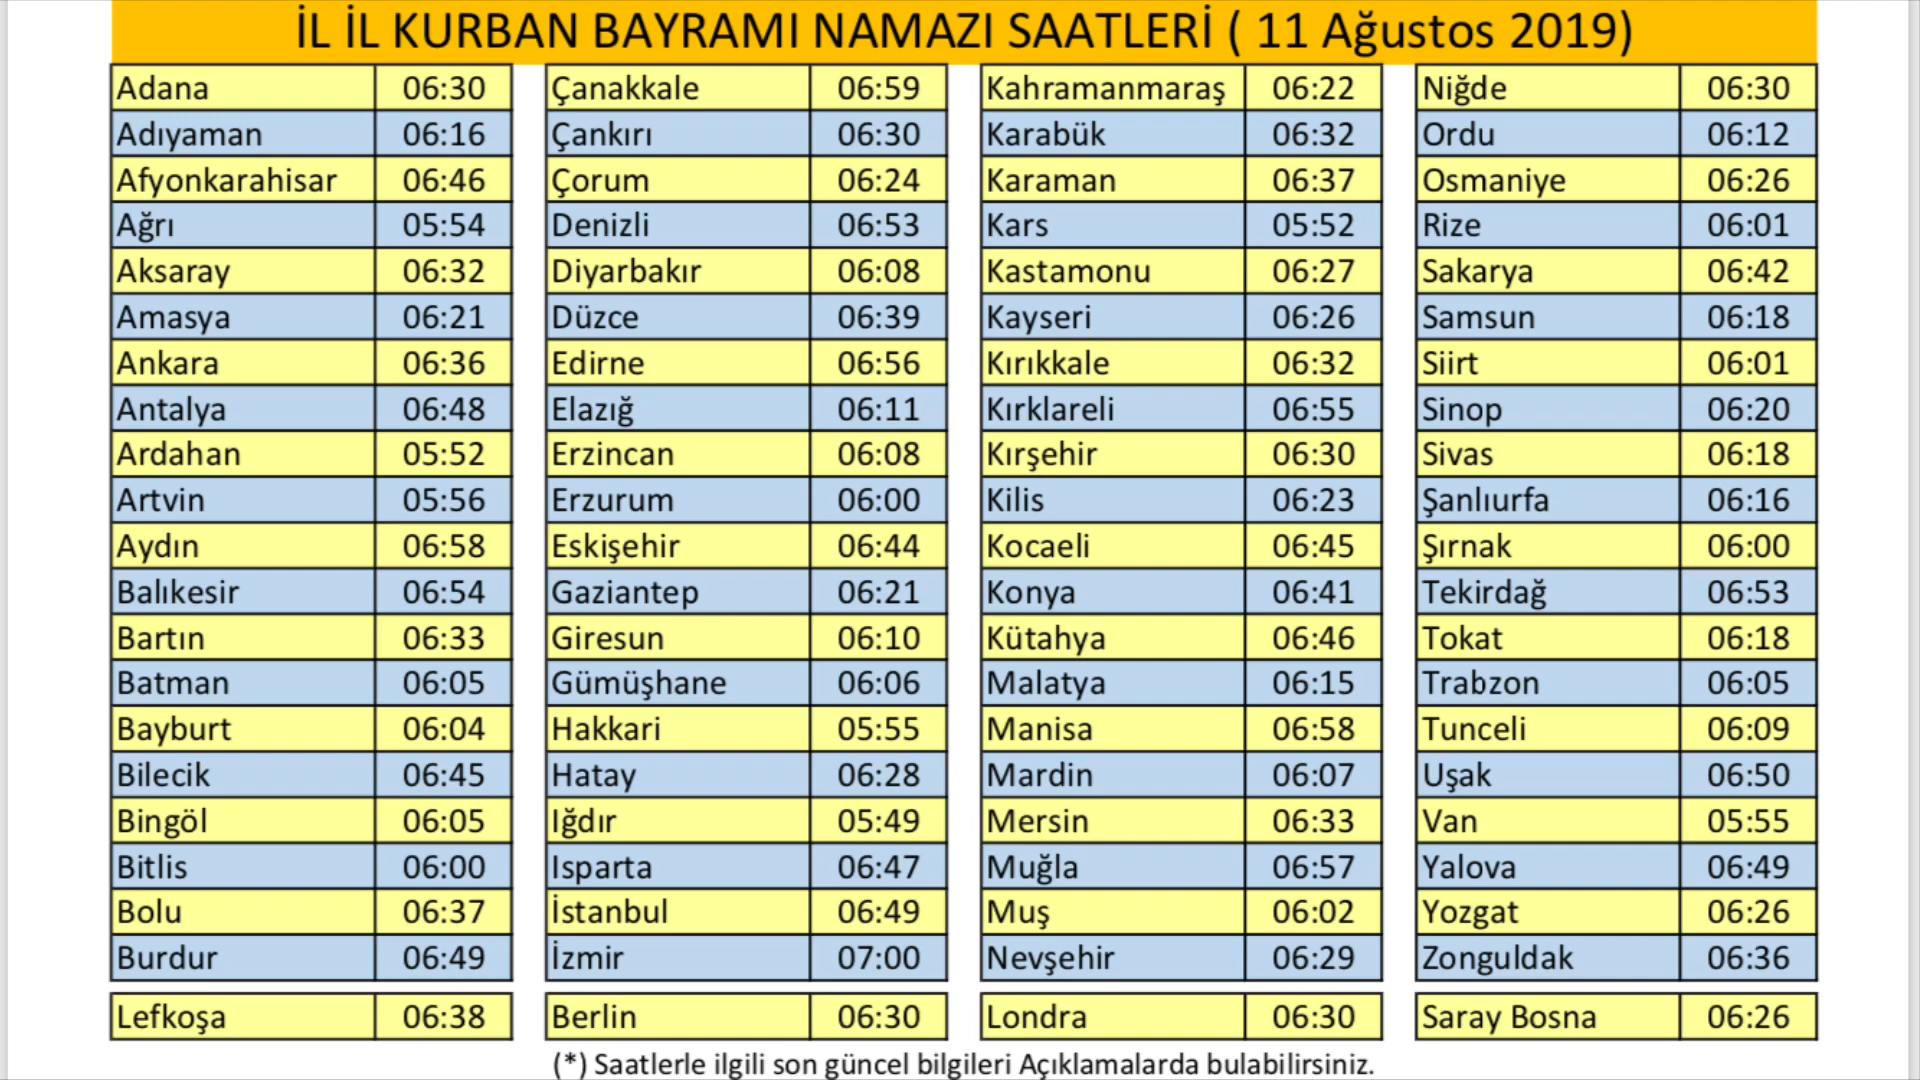 İL İL KURBAN BAYRAMI NAMAZI SAATLERİ ( 11 Ağustos 2019)
Adana 06:30 Çanakkale 06:59 Kahramanmaraş 06:22 Niğde 06:30
Adıyaman 06:16 Çankırı 06:30 Karabük 06:32 Ordu 06:12
Afyonkarahisar 06:46 Çorum 06:24 Karaman 06:37 Osmaniye 06:26
Ağrı 05:54 Denizli 06:53 Kars 05:52 Rize 06:01
Aksaray 06:32 Diyarbakır 06:08 Kastamonu 06:27 Sakarya 06:42
Amasya 06:21 Düzce 06:39 Kayseri 06:26 Samsun 06:18
Ankara 06:36 Edirne 06:56 Kırıkkale 06:32 Siirt 06:01
Antalya 06:48 Elazığ 06:11 Kırklareli 06:55 Sinop 06:20
Ardahan 05:52 Erzincan 06:08 Kırşehir 06:30 Sivas 06:18
Artvin 05:56 Erzurum 06:00 Kilis 06:23 Şanlıurfa 06:16
Aydın 06:58 Eskişehir 06:44 Kocaeli 06:45 Şırnak 06:00
Balıkesir 06:54 Gaziantep 06:21 Konya 06:41 Tekirdağ 06:53
Bartın 06:33 Giresun 06:10 Kütahya 06:46 Tokat 06:18
Batman 06:05 Gümüşhane 06:06 Malatya 06:15 Trabzon 06:05
Bayburt 06:04 Hakkari 05:55 Manisa 06:58 Tunceli 06:09
Bilecik 06:45 Hatay 06:28 Mardin 06:07 Uşak 06:50
Bingöl 06:05 Iğdır 05:49 Mersin 06:33 Van 05:55
Bitlis 06:00 Isparta 06:47 Muğla 06:57 Yalova 06:49
Bolu 06:37 İstanbul 06:49 Muş 06:02 Yozgat 06:26
Burdur 06:49 İzmir 07:00 Nevşehir 06:29 Zonguldak 06:36
Lefkoşa 06:38 Berlin 06:30 Londra 06:30 Saray Bosna 06:26
(*) Saatlerle ilgili son güncel bilgileri Açıklamalarda bulabilirsiniz.